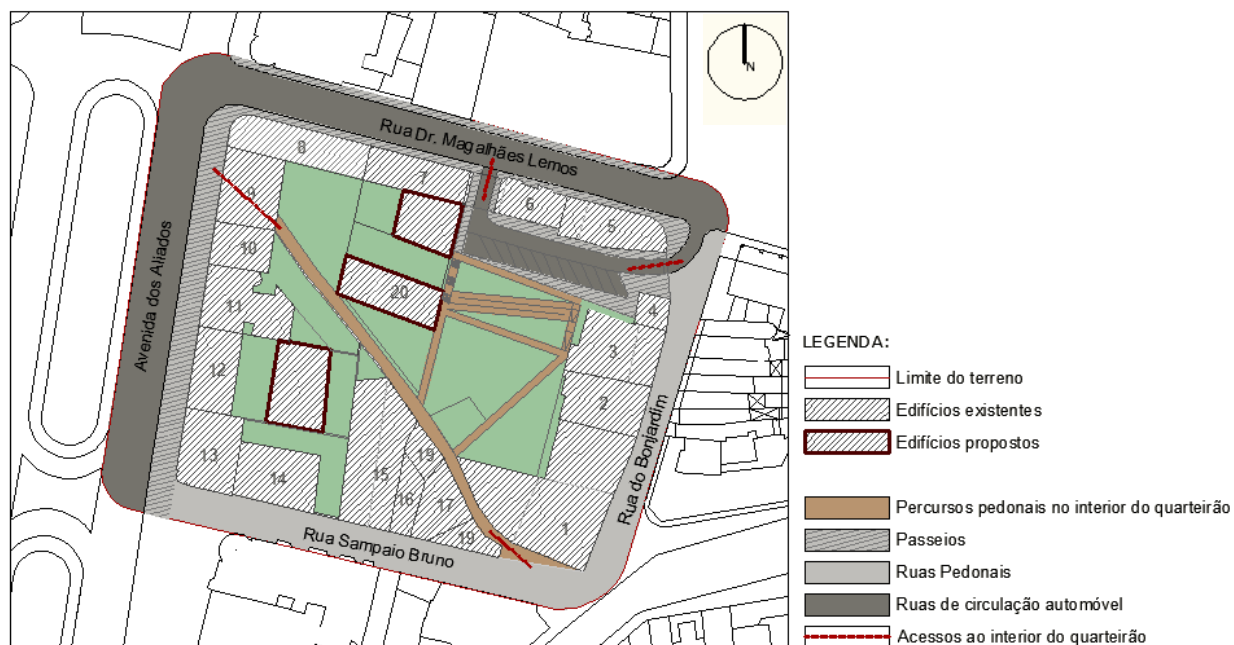 N
Rua Dr. Magalhães Lemos
8
7
9
6
5
10
20
4
11
3
12
2
Avenida dos Aliados
Rua do Bonjardim
13
14
15
19
16
17
1
19
Rua Sampaio Bruno
LEGENDA:
Limite do terreno
Edifícios existentes
Edifícios propostos
Percursos pedonais no interior do quarteirão
Passeios
Ruas Pedonais
Ruas de circulação automóvel
Acessos ao interior do quarteirão